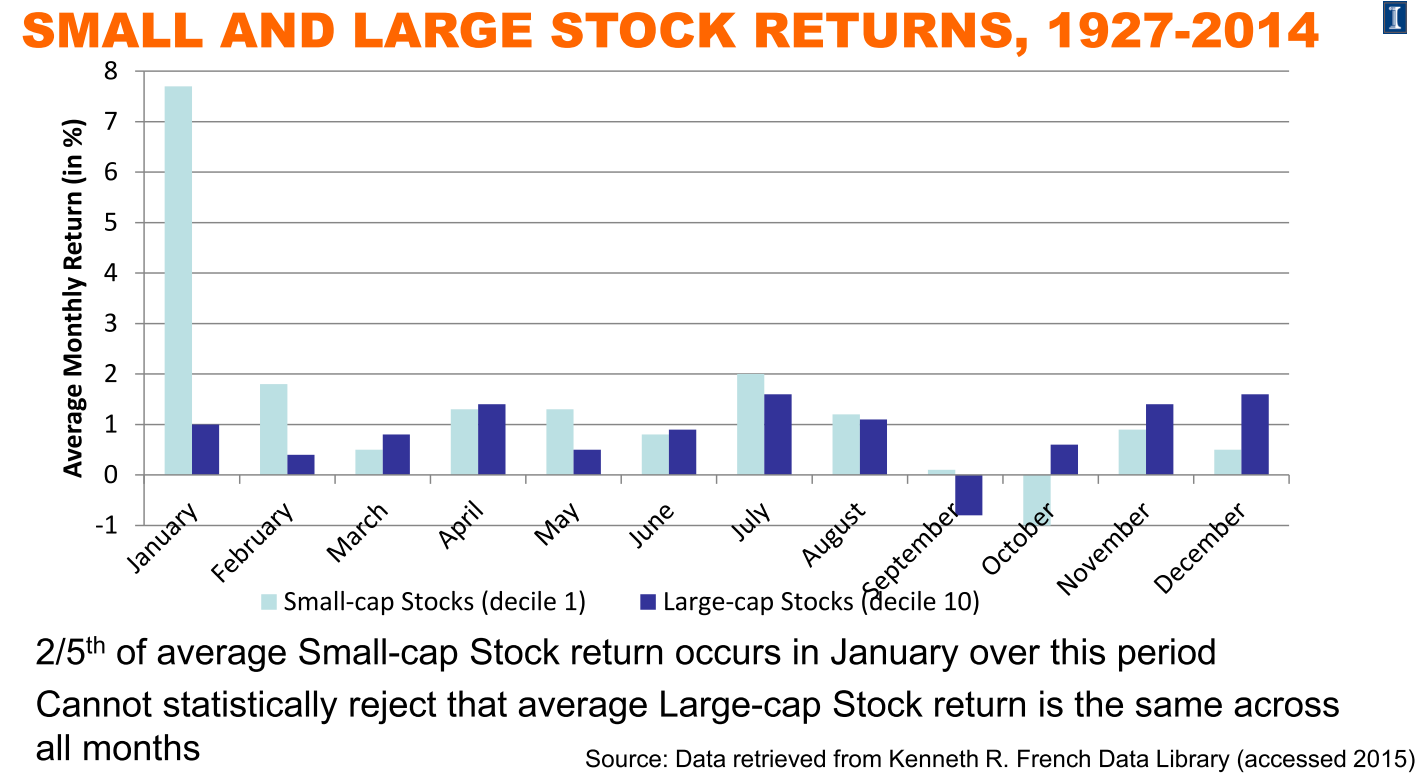 SMALL AND LARGE STOCK RETURNS, 1927-2014
I
Average Monthly Return (in %)
8
7
6
5
4
3
2
1
0
-1
January
February
March
April
May
June
July
August
September
October
November
December
Small-cap Stocks (decile 1)
Large-cap Stocks (decile 10)
2/5th of average Small-cap Stock return occurs in January over this period
Cannot statistically reject that average Large-cap Stock return is the same across
all months
Source: Data retrieved from Kenneth R. French Data Library (accessed 2015)